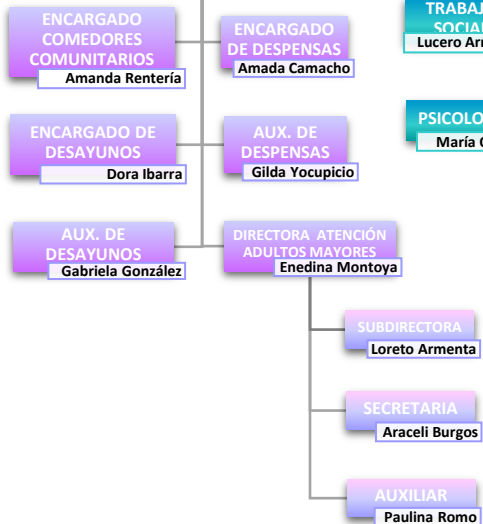 ENCARGADO
COMEDORES
COMUNITARIOS
Amanda Rentería
ENCARGADO
DE DESPENSAS
Amada Camacho
ENCARGADO DE
DESAYUNOS
Dora Ibarra
AUX. DE
DESPENSAS
Gilda Yocupicio
AUX. DE
DESAYUNOS
Gabriela González
DIRECTORA ATENCIÓN
ADULTOS MAYORES
Enedina Montoya
SUBDIRECTORA
Loreto Armenta
SECRETARIA
Araceli Burgos
AUXILIAR
Paulina Romo
Lucero
María